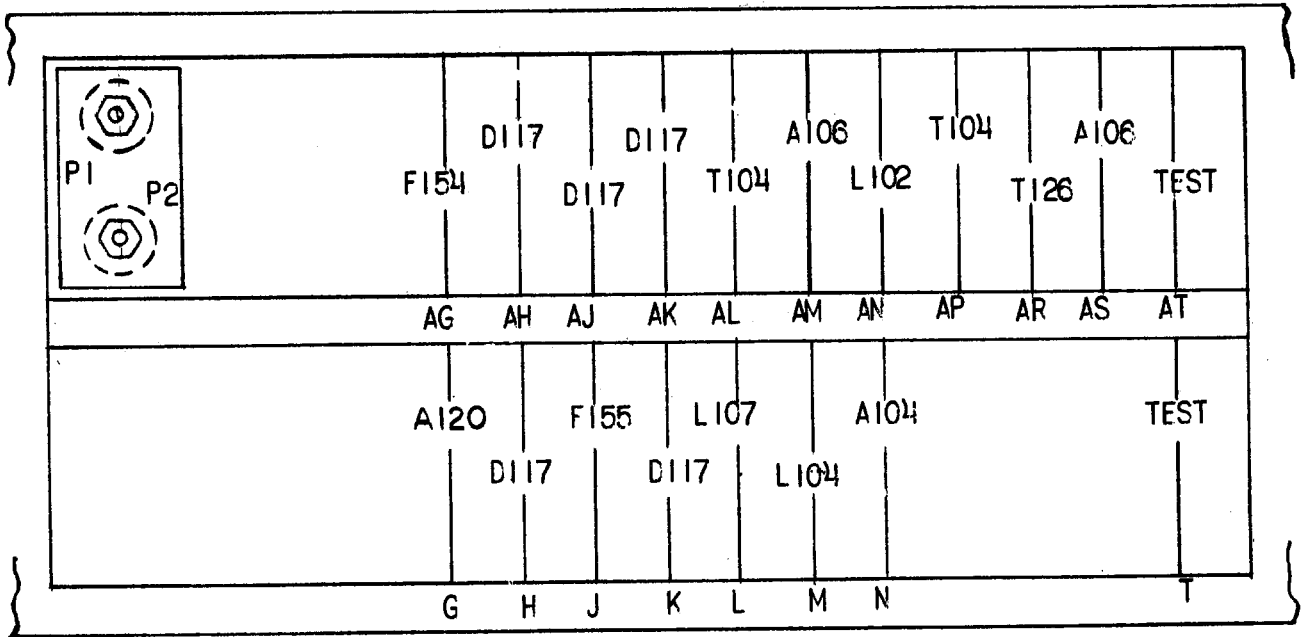 P1
P2
F154 D117 D117 D117 T104 A106 L102 T104 T126 A106 TEST
AG AH AJ AK AL AM AN AP AR AS AT
A120 D117 F155 D117 L107 L104 A104 TEST
G H J K L M N T